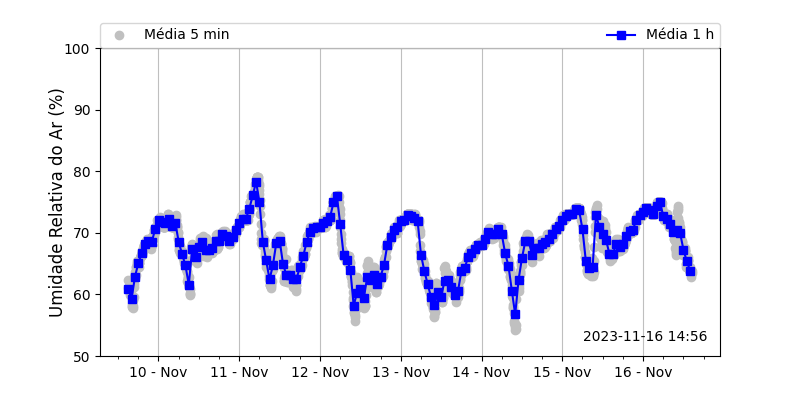 Média 5 min
Média 1 h
100
90
80
70
60
50
Umidade Relativa do Ar (%)
2023-11-16 14:56
10 - Nov
11 - Nov
12 - Nov
13 - Nov
14 - Nov
15 - Nov
16 - Nov